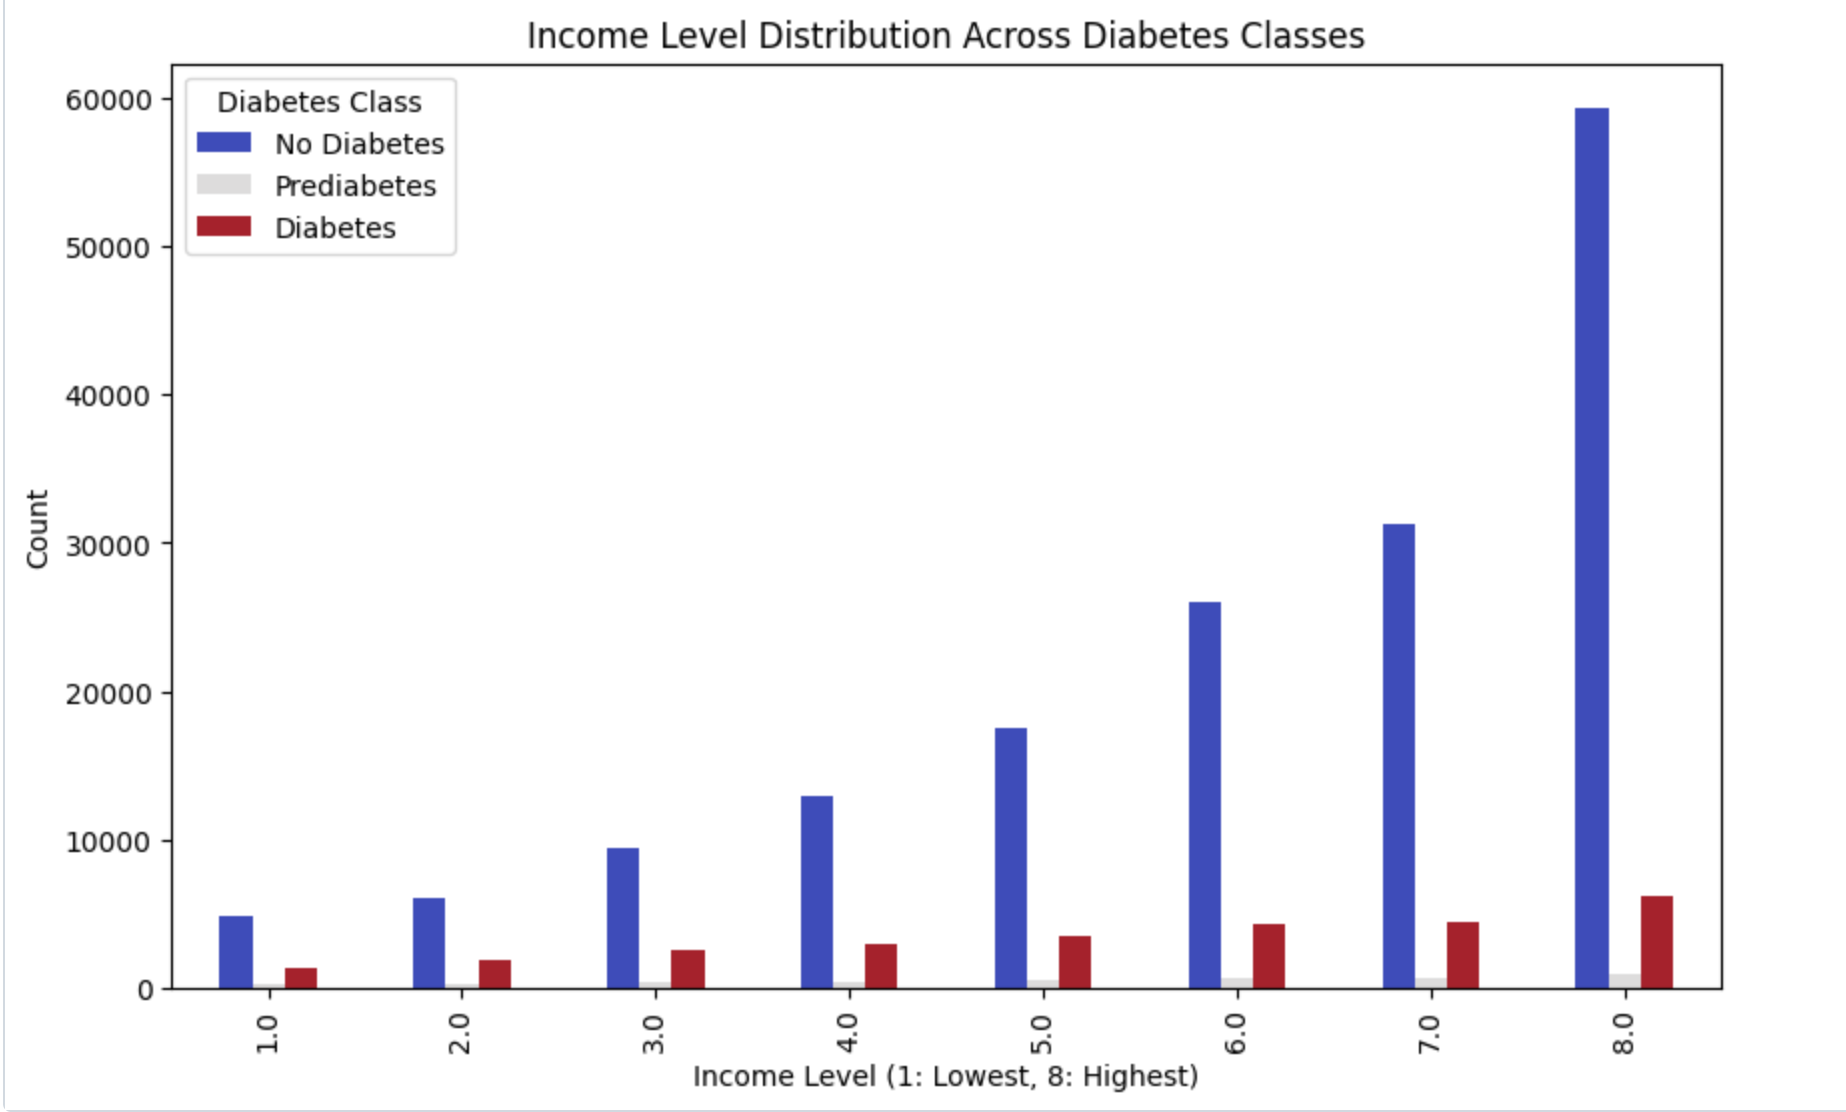 Income Level Distribution Across Diabetes Classes
Diabetes Class
No Diabetes
Prediabetes
Diabetes
60000
50000
40000
30000
20000
10000
0
Count
1.0
2.0
3.0
4.0
5.0
6.0
7.0
8.0
Income Level (1: Lowest, 8: Highest)